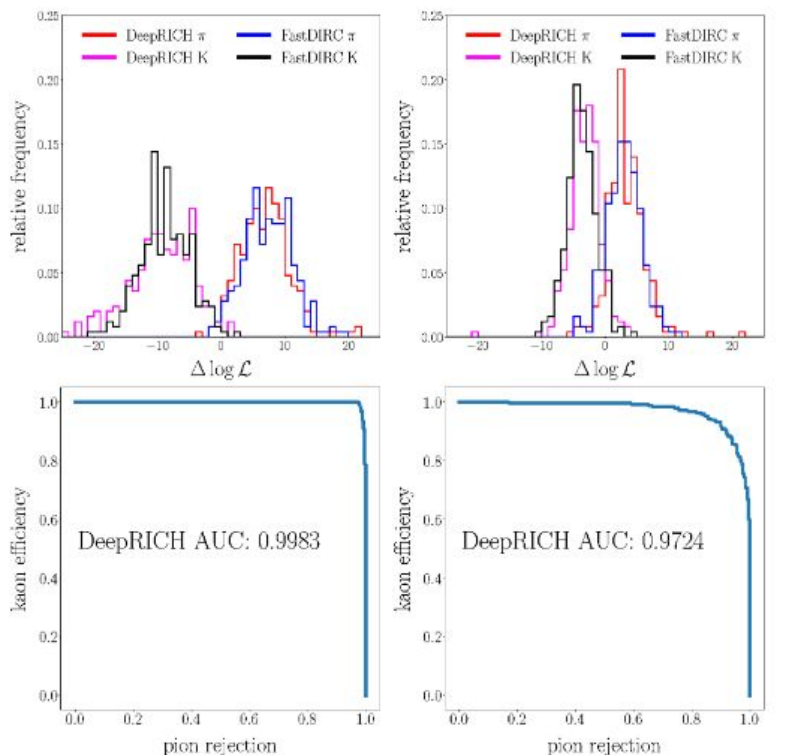 DeepRICH π FastDIRC π
DeepRICH K FastDIRC K
0.25
0.20
0.15
0.10
0.05
0.00
relative frequency
−20 −10 0 10 20
Δ log ℒ
DeepRICH π FastDIRC π
DeepRICH K FastDIRC K
0.25
0.20
0.15
0.10
0.05
0.00
relative frequency
−20 −10 0 10 20
Δ log ℒ
1.0
0.8
0.6
0.4
0.2
0.0
kaon efficiency
DeepRICH AUC: 0.9983
0.0 0.2 0.4 0.6 0.8 1.0
pion rejection
1.0
0.8
0.6
0.4
0.2
0.0
kaon efficiency
DeepRICH AUC: 0.9724
0.0 0.2 0.4 0.6 0.8 1.0
pion rejection